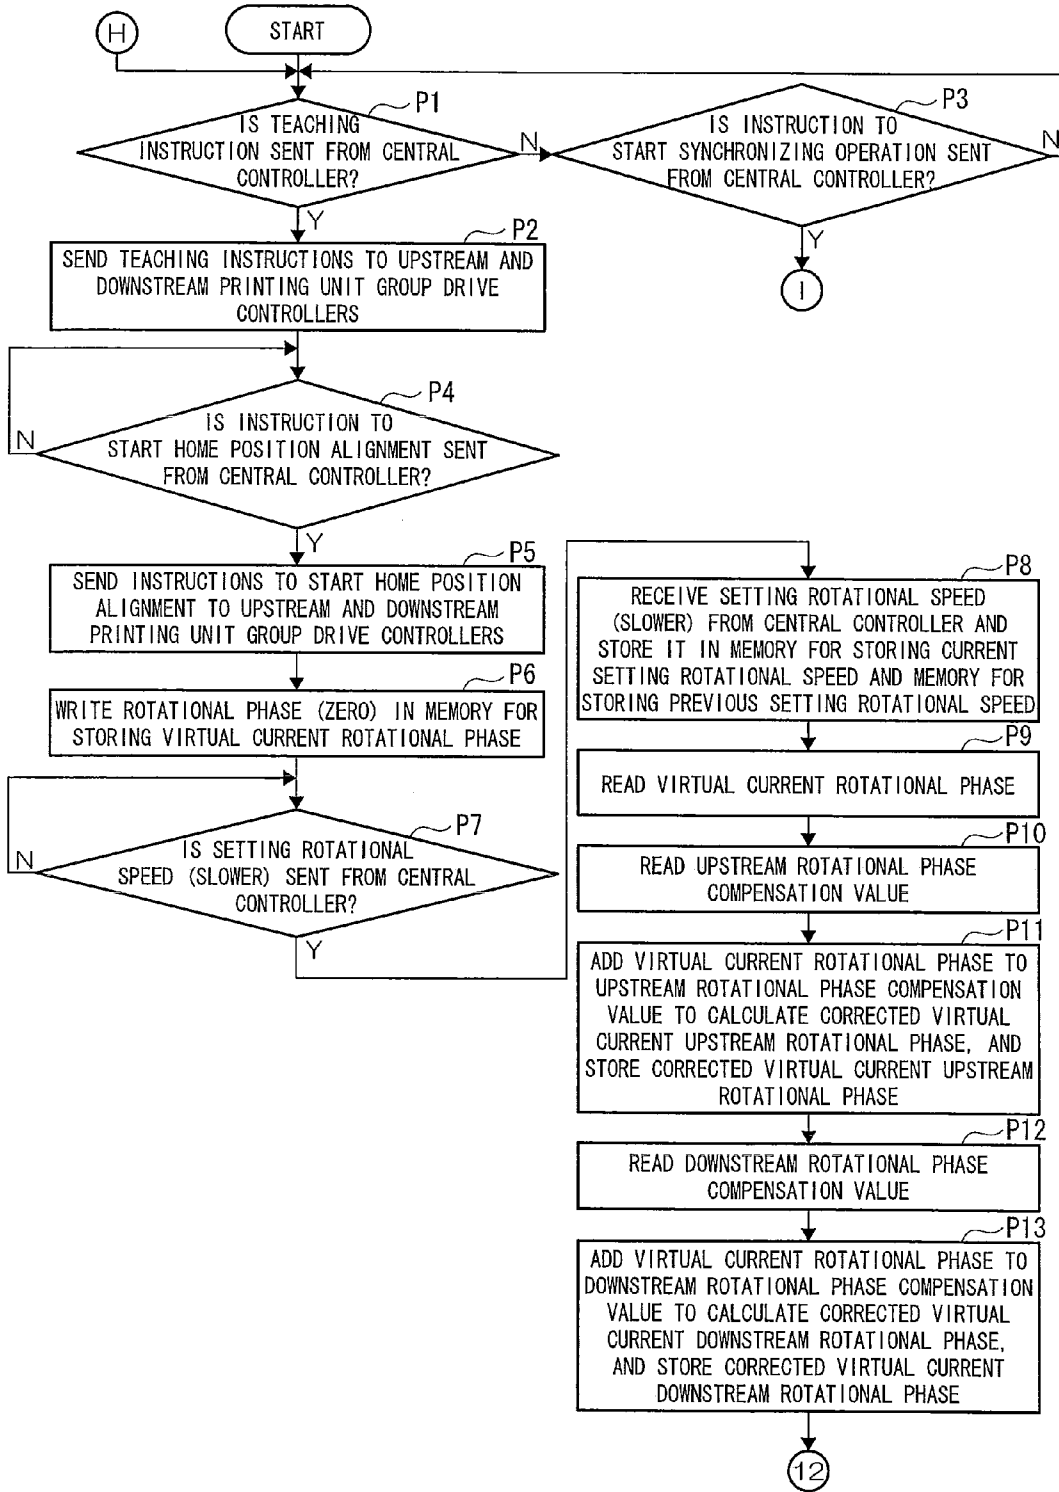 H
START
P1
IS TEACHING
INSTRUCTION SENT FROM CENTRAL
CONTROLLER?
N
Y
P3
IS INSTRUCTION TO
START SYNCHRONIZING OPERATION SENT
FROM CENTRAL CONTROLLER?
N
Y
I
P2
SEND TEACHING INSTRUCTIONS TO UPSTREAM AND
DOWNSTREAM PRINTING UNIT GROUP DRIVE
CONTROLLERS
P4
IS INSTRUCTION TO
START HOME POSITION ALIGNMENT SENT
FROM CENTRAL CONTROLLER?
N
Y
P5
SEND INSTRUCTIONS TO START HOME POSITION
ALIGNMENT TO UPSTREAM AND DOWNSTREAM
PRINTING UNIT GROUP DRIVE CONTROLLERS
P6
WRITE ROTATIONAL PHASE (ZERO) IN MEMORY FOR
STORING VIRTUAL CURRENT ROTATIONAL PHASE
P7
IS SETTING ROTATIONAL
SPEED (SLOWER) SENT FROM CENTRAL
CONTROLLER?
N
Y
P8
RECEIVE SETTING ROTATIONAL SPEED
(SLOWER) FROM CENTRAL CONTROLLER AND
STORE IT IN MEMORY FOR STORING CURRENT
SETTING ROTATIONAL SPEED AND MEMORY FOR
STORING PREVIOUS SETTING ROTATIONAL SPEED
P9
READ VIRTUAL CURRENT ROTATIONAL PHASE
P10
READ UPSTREAM ROTATIONAL PHASE
COMPENSATION VALUE
P11
ADD VIRTUAL CURRENT ROTATIONAL PHASE TO
UPSTREAM ROTATIONAL PHASE COMPENSATION
VALUE TO CALCULATE CORRECTED VIRTUAL
CURRENT UPSTREAM ROTATIONAL PHASE, AND
STORE CORRECTED VIRTUAL CURRENT UPSTREAM
ROTATIONAL PHASE
P12
READ DOWNSTREAM ROTATIONAL PHASE
COMPENSATION VALUE
P13
ADD VIRTUAL CURRENT ROTATIONAL PHASE TO
DOWNSTREAM ROTATIONAL PHASE COMPENSATION
VALUE TO CALCULATE CORRECTED VIRTUAL
CURRENT DOWNSTREAM ROTATIONAL PHASE,
AND STORE CORRECTED VIRTUAL CURRENT
DOWNSTREAM ROTATIONAL PHASE
12